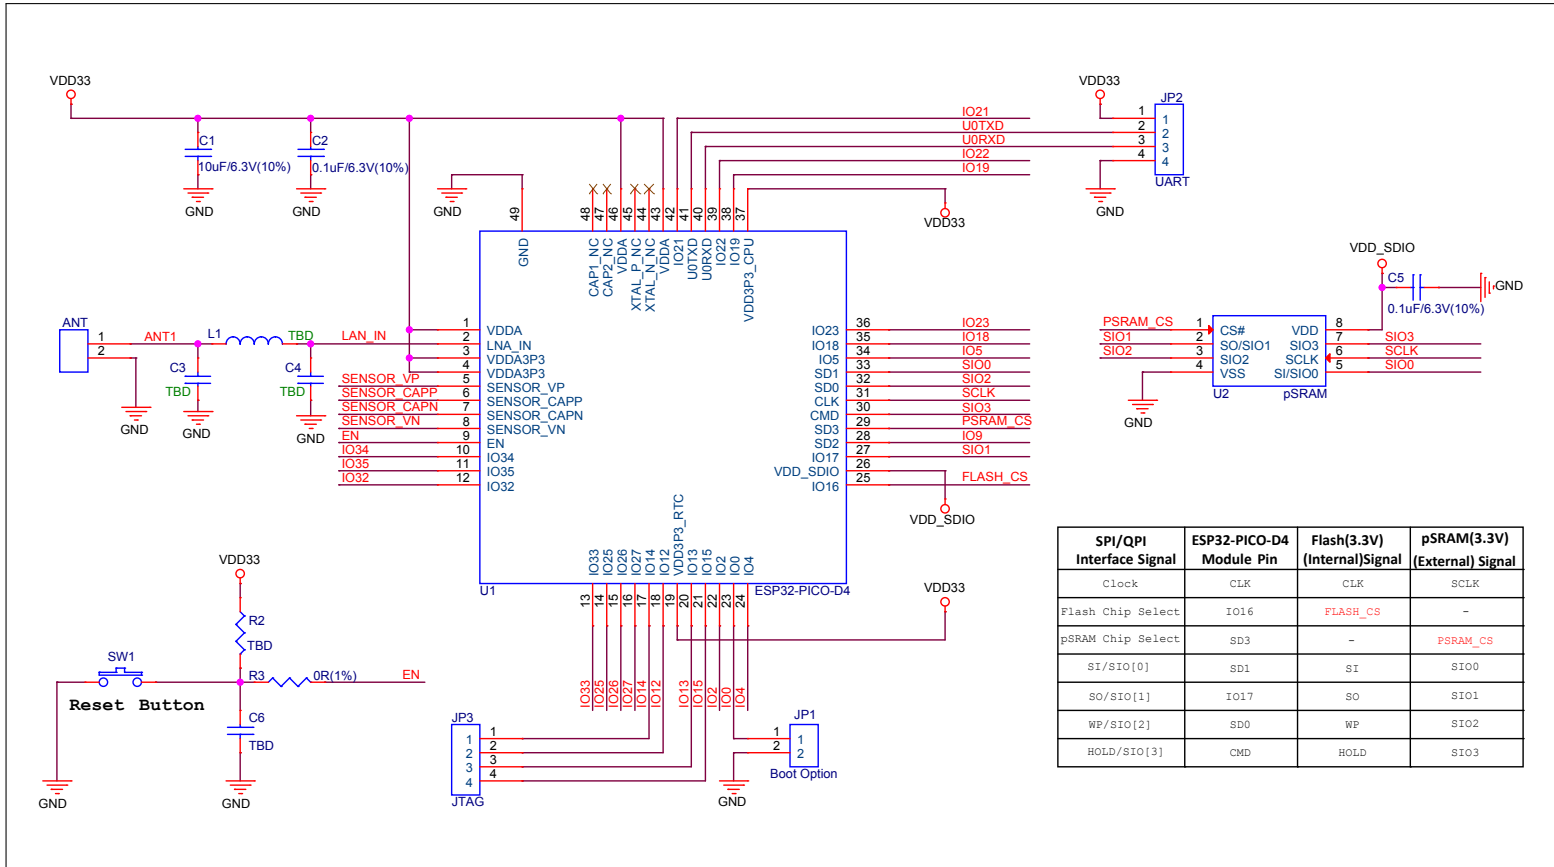 VDD33
C1
10uF/6.3V(10%)
GND
C2
0.1uF/6.3V(10%)
GND
GND
IO21
U0TXD
U0RXD
IO22
IO19
VDD33
JP2
1 1
2 2
3 3
4 4
UART
GND
VDD33
49 GND
48 CAP1_NC
47 CAP2_NC
46 VDDA
45 XTAL_P_NC
44 XTAL_N_NC
43 VDDA
42 IO21
41 U0TXD
40 U0RXD
39 IO22
38 IO19
37 VDD3P3_CPU
ANT
1
2
ANT1
L1
TBD
LAN_IN
C3
TBD
GND
C4
TBD
GND
GND
1 VDDA
2 LNA_IN
3 VDDA3P3
4 VDDA3P3
SENSOR_VP 5 SENSOR_VP
SENSOR_CAPP 6 SENSOR_CAPP
SENSOR_CAPN 7 SENSOR_CAPN
SENSOR_VN 8 SENSOR_VN
EN 9 EN
IO34 10 IO34
IO35 11 IO35
IO32 12 IO32
IO23 36 IO23
IO18 35 IO18
IO5 34 IO5
SD1 33 SIO0
SD0 32 SIO2
CLK 31 SCLK
CMD 30 SIO3
SD3 29 PSRAM_CS
SD2 28 IO9
IO17 27 SIO1
VDD_SDIO 26
IO16 25 FLASH_CS
VDD_SDIO
U1
ESP32-PICO-D4
IO33 13 IO33
IO25 14 IO25
IO26 15 IO26
IO27 16 IO27
IO14 17 IO14
IO12 18 IO12
VDD3P3_RTC 19
IO13 20 IO13
IO15 21 IO15
IO2 22 IO2
IO0 23 IO0
IO4 24 IO4
VDD33
VDD_SDIO
C5
0.1uF/6.3V(10%)
GND
PSRAM_CS 1 CS#
SIO1 2 SO/SIO1
SIO2 3 SIO2
4 VSS
VDD 8
SIO3 7 SIO3
SCLK 6 SCLK
SI/SIO0 5 SIO0
U2
pSRAM
GND
VDD33
R2
TBD
SW1
Reset Button
R3
0R(1%)
EN
C6
TBD
GND
GND
JP3
1 1
2 2
3 3
4 4
JTAG
JP1
1 1
2 2
Boot Option
GND
SPI/QPI Interface Signal ESP32-PICO-D4 Module Pin Flash(3.3V) (Internal)Signal pSRAM(3.3V) (External) Signal
Clock CLK CLK SCLK
Flash Chip Select IO16 FLASH_CS -
pSRAM Chip Select SD3 - PSRAM_CS
SI/SIO[0] SD1 SI SIO0
SO/SIO[1] IO17 SO SIO1
WP/SIO[2] SD0 WP SIO2
HOLD/SIO[3] CMD HOLD SIO3